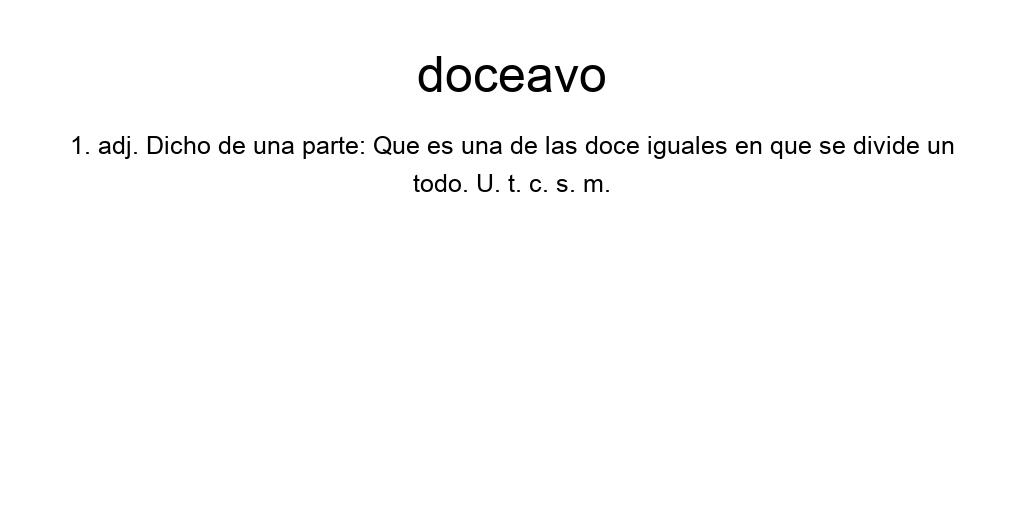 doceavo
1. adj. Dicho de una parte: Que es una de las doce iguales en que se divide un
todo. U. t. c. s. m.